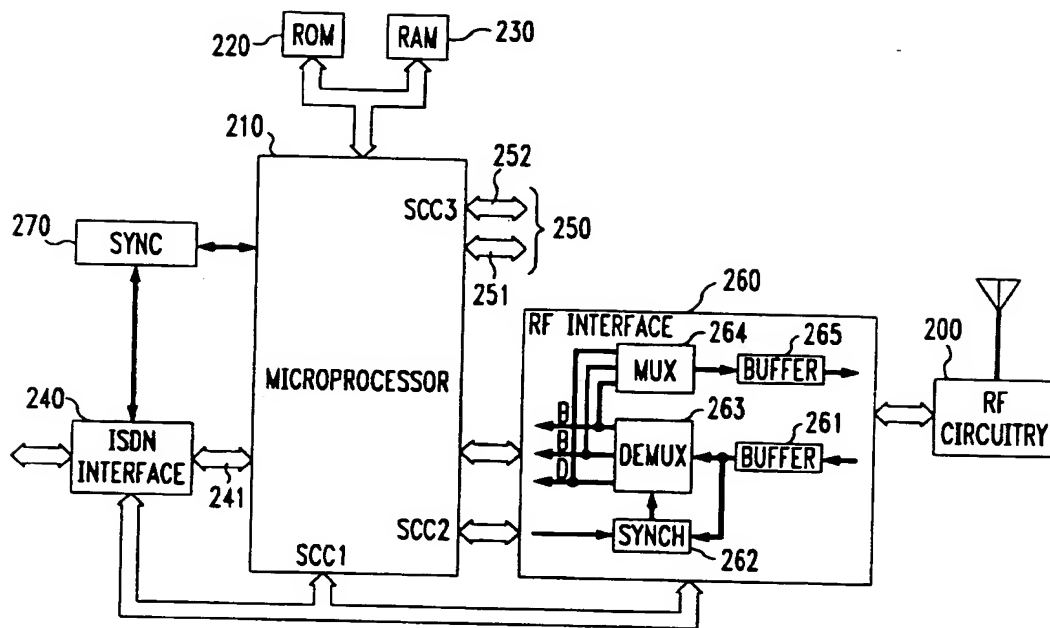 220
ROM
RAM
230
210
252
SCC3
250
270
SYNC
251
260
RF INTERFACE
264
265
200
MUX
BUFFER
MICROPROCESSOR
240
B
263
261
RF
CIRCUITRY
ISDN
INTERFACE
B
DEMUX
BUFFER
D
241
SCC2
SYNCH
SCC1
262